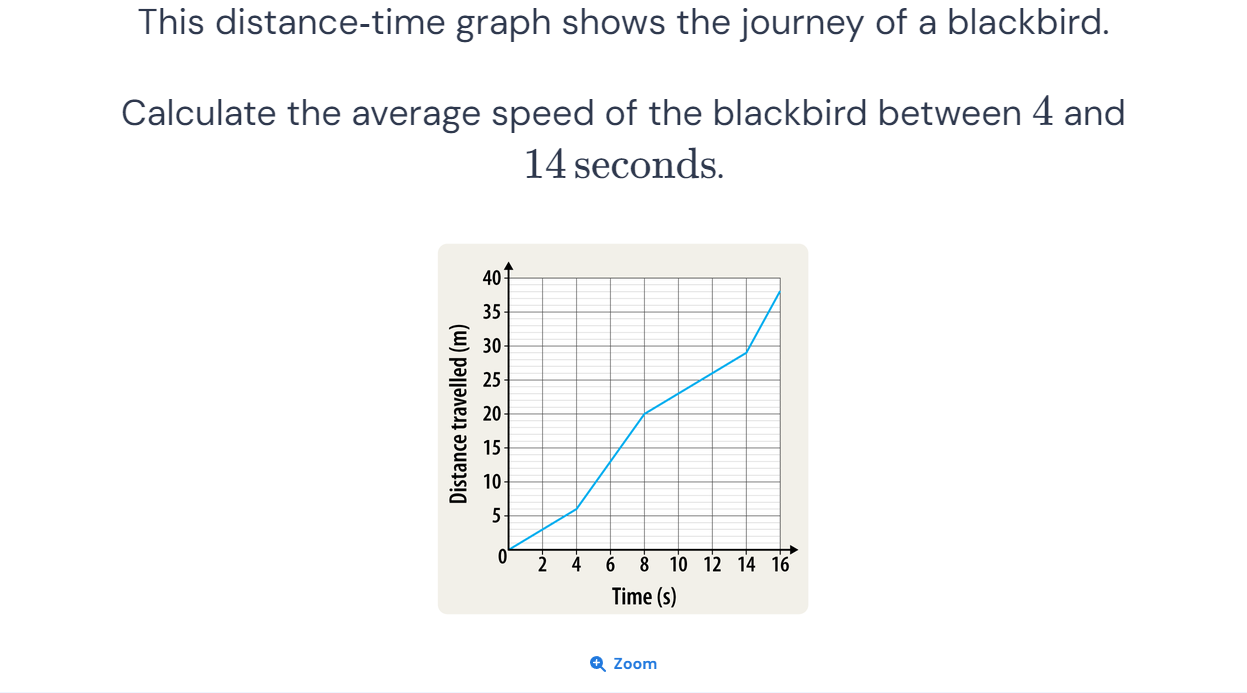 This distance-time graph shows the journey of a blackbird.
Calculate the average speed of the blackbird between 4 and
14 seconds.
Distance travelled (m)
40
35
30
25
20
15
10
5
0
2 4 6 8 10 12 14 16
Time (s)
Zoom